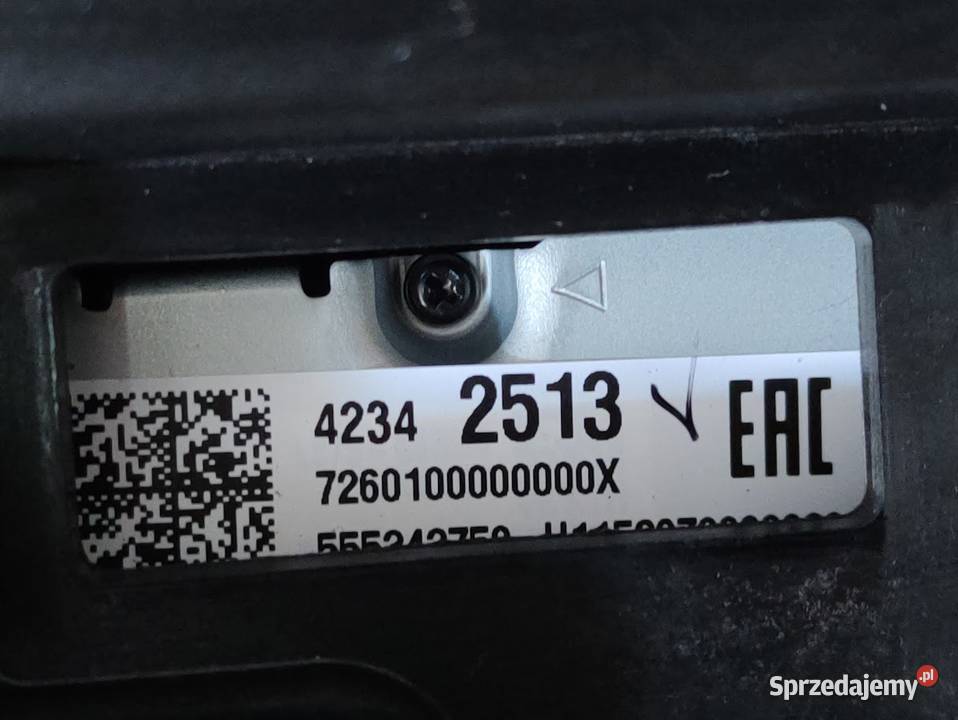 4234 2513 EAC
7260100000000X
Sprzedajemy.pl